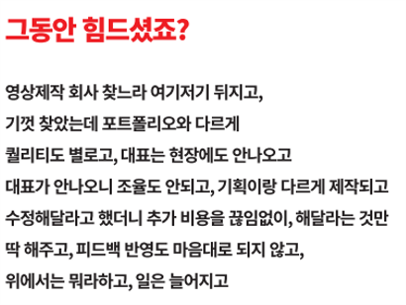 그동안 힘드셨죠?
영상제작 회사 찾느라 여기저기 뒤지고,
기껏 찾았는데 포트폴리오와 다르게
퀄리티도 별로고, 대표는 현장에도 안나오고
대표가 안나오니 조율도 안되고, 기획이랑 다르게 제작되고
수정해달라고 했더니 추가 비용을 끊임없이, 해달라는 것만
딱 해주고, 피드백 반영도 마음대로 되지 않고,
위에서는 뭐라하고, 일은 늘어지고